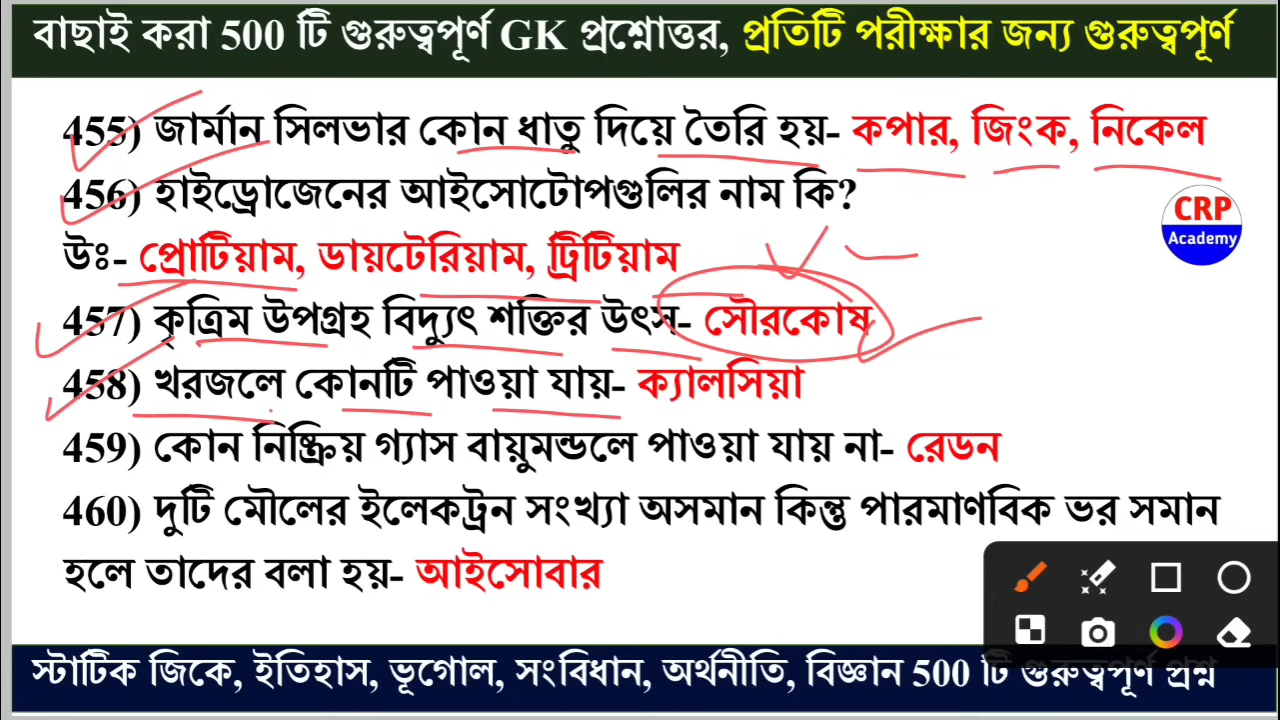 বাছাই করা 500 টি গুরুত্বপূর্ণ GK প্রশ্নোত্তর, প্রতিটি পরীক্ষার জন্য গুরুত্বপূর্ণ
455) জার্মান সিলভার কোন ধাতু দিয়ে তৈরি হয়- কপার, জিংক, নিকেল
456) হাইড্রোজেনের আইসোটোপগুলির নাম কি?
CRP
Academy
উঃ- প্রোটিয়াম, ডায়টেরিয়াম, ট্রিটিয়াম
457) কৃত্রিম উপগ্রহ বিদ্যুৎ শক্তির উৎস- সৌরকোষ
458) খরজলে কোনটি পাওয়া যায়- ক্যালসিয়া
459) কোন নিষ্ক্রিয় গ্যাস বায়ুমন্ডলে পাওয়া যায় না- রেডন
460) দুটি মৌলের ইলেকট্রন সংখ্যা অসমান কিন্তু পারমাণবিক ভর সমান
হলে তাদের বলা হয়- আইসোবার
স্টাটিক জিকে, ইতিহাস, ভূগোল, সংবিধান, অর্থনীতি, বিজ্ঞান 500 টি গুরুত্বপূর্ণ প্রশ্ন